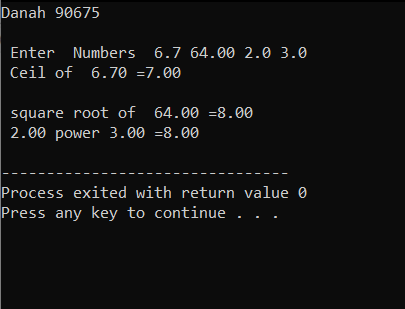 Danah 90675
Enter  Numbers  6.7 64.00 2.0 3.0
Ceil of  6.70 =7.00
square root of  64.00 =8.00
2.00 power 3.00 =8.00
--------------------------------
Process exited with return value 0
Press any key to continue . . .